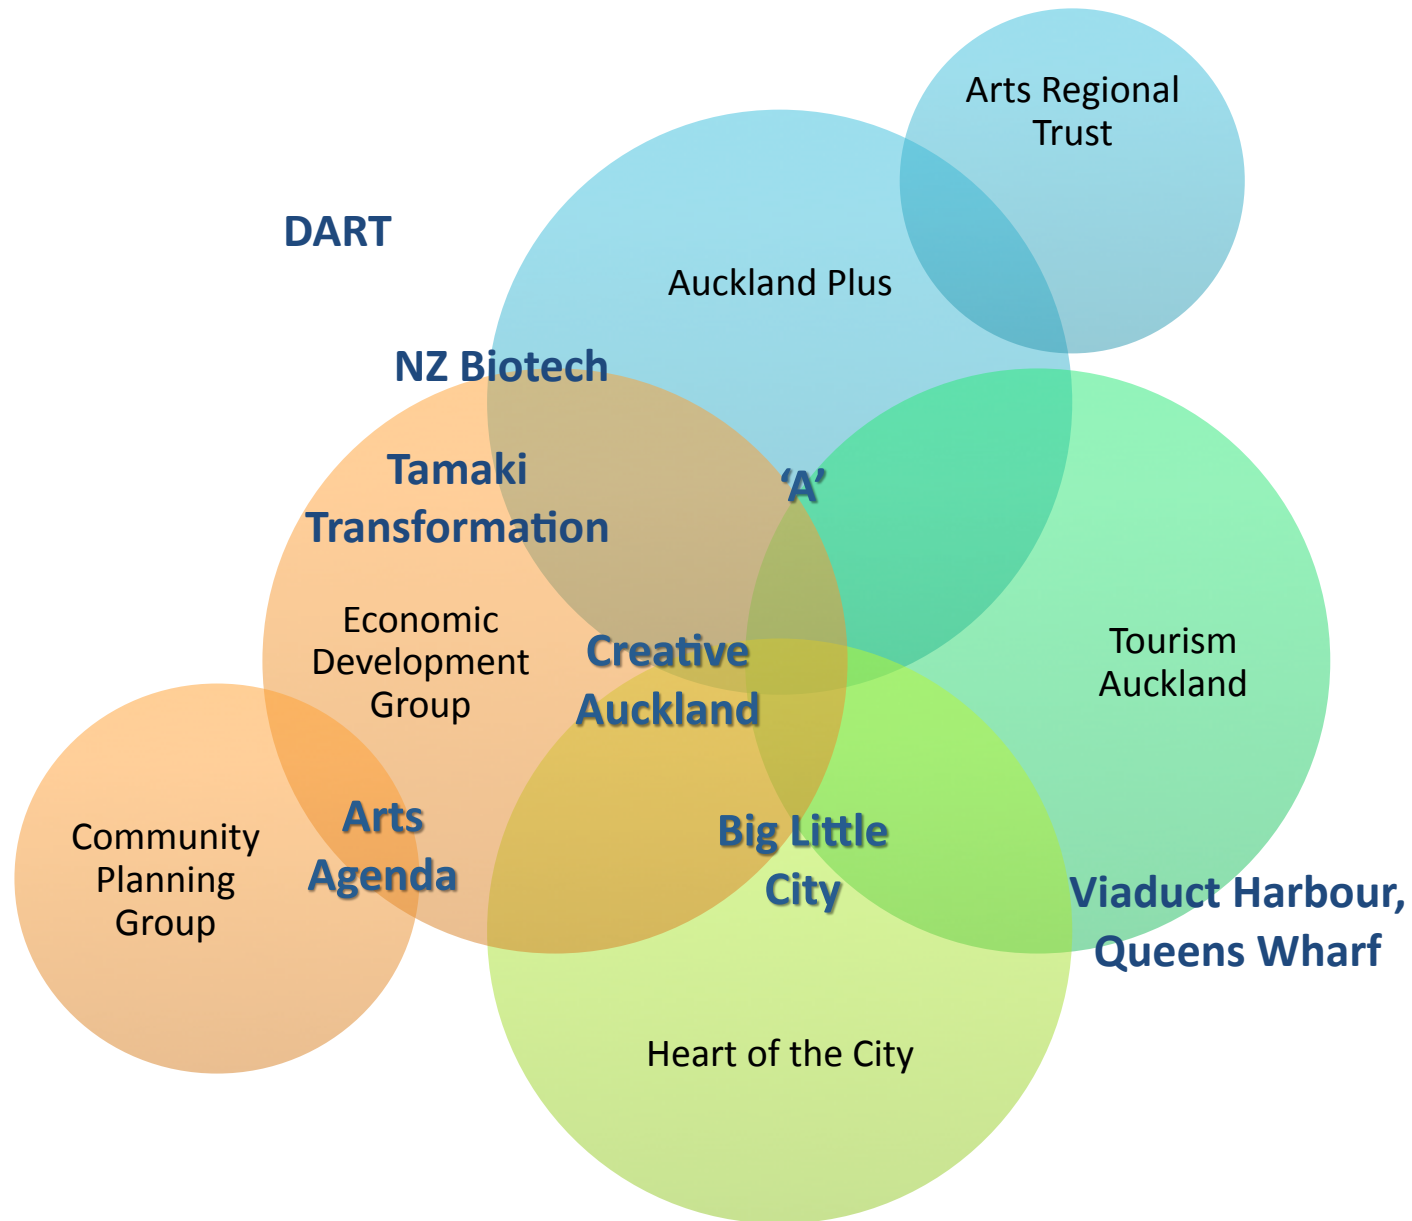 Arts Regional
Trust
DART
Auckland Plus
NZ Biotech
Tamaki
Transformation
‘A’
Economic
Development
Group
Creative
Auckland
Tourism
Auckland
Community
Planning
Group
Arts
Agenda
Big Little
City
Viaduct Harbour,
Queens Wharf
Heart of the City